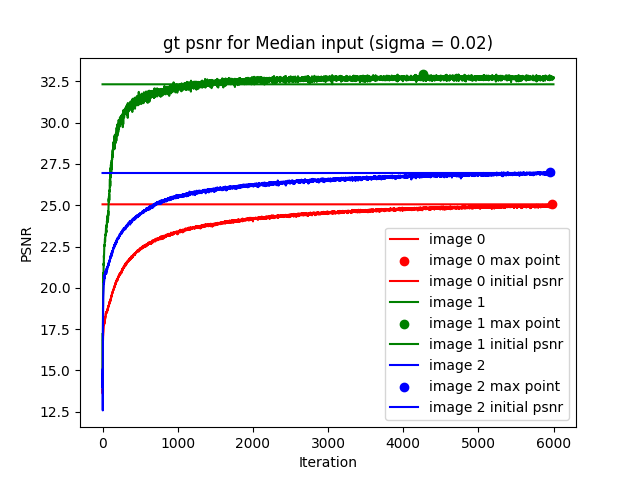 gt psnr for Median input (sigma = 0.02)
32.5
30.0
27.5
25.0
22.5
20.0
17.5
15.0
12.5
PSNR
image 0
image 0 max point
image 0 initial psnr
image 1
image 1 max point
image 1 initial psnr
image 2
image 2 max point
image 2 initial psnr
0 1000 2000 3000 4000 5000 6000
Iteration